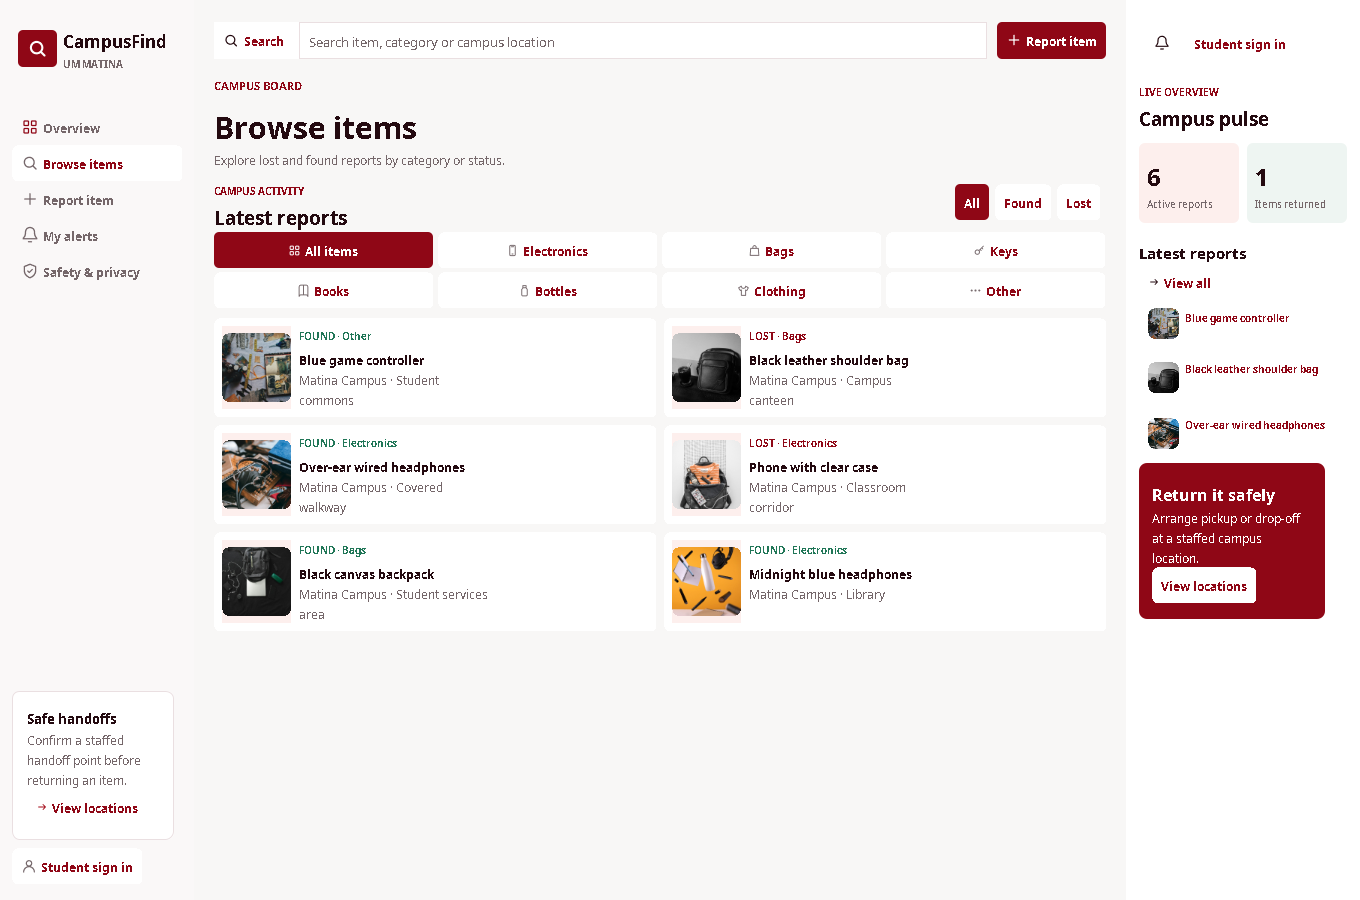 CampusFind
UM MATINA
Overview
Browse items
Report item
My alerts
Safety & privacy
Safe handoffs
Confirm a staffed
handoff point before
returning an item.
View locations
Student sign in
Search
Search item, category or campus location
Report item
CAMPUS BOARD
Browse items
Explore lost and found reports by category or status.
CAMPUS ACTIVITY
Latest reports
All
Found
Lost
All items
Electronics
Bags
Keys
Books
Bottles
Clothing
Other
FOUND · Other
Blue game controller
Matina Campus · Student
commons
LOST · Bags
Black leather shoulder bag
Matina Campus · Campus
canteen
FOUND · Electronics
Over-ear wired headphones
Matina Campus · Covered
walkway
LOST · Electronics
Phone with clear case
Matina Campus · Classroom
corridor
FOUND · Bags
Black canvas backpack
Matina Campus · Student services
area
FOUND · Electronics
Midnight blue headphones
Matina Campus · Library
Student sign in
LIVE OVERVIEW
Campus pulse
6
Active reports
1
Items returned
Latest reports
View all
Blue game controller
Black leather shoulder bag
Over-ear wired headphones
Return it safely
Arrange pickup or drop-off
at a staffed campus
location.
View locations